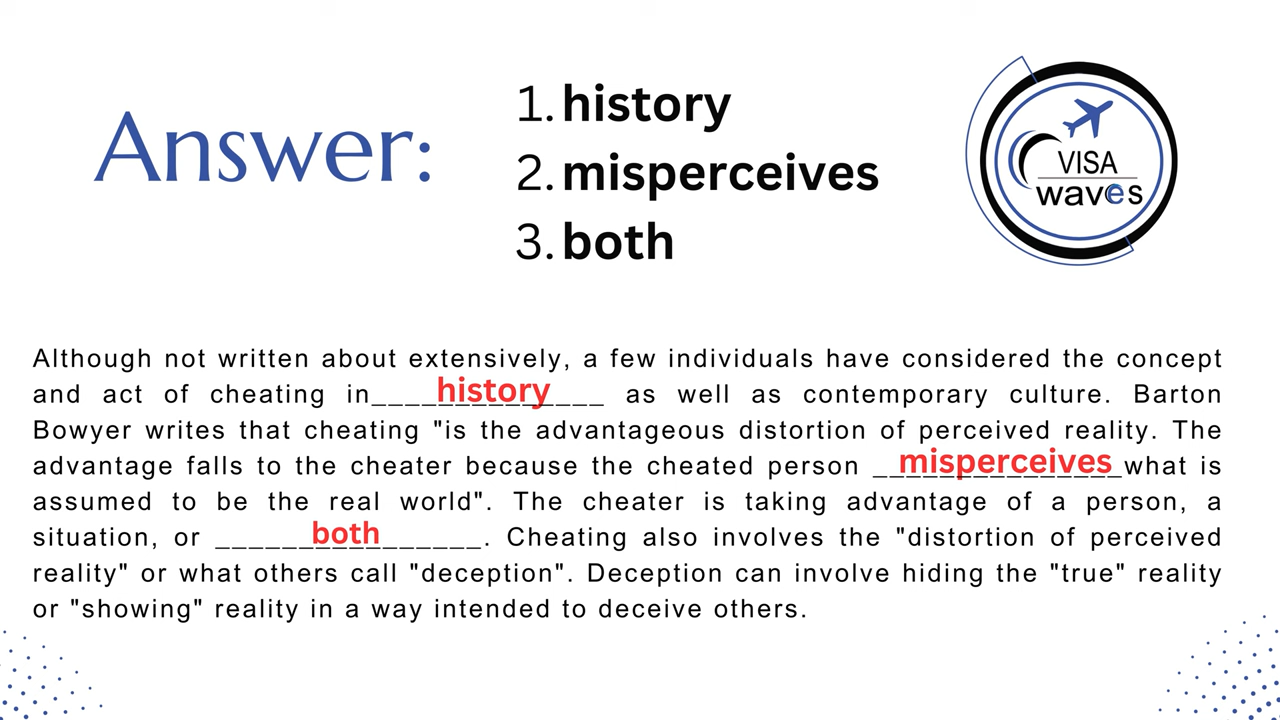 Answer:
1. history
2. misperceives
3. both
VISA
waves
Although not written about extensively, a few individuals have considered the concept
and act of cheating in____history____ as well as contemporary culture. Barton
Bowyer writes that cheating "is the advantageous distortion of perceived reality. The
advantage falls to the cheater because the cheated person _misperceives_what is
assumed to be the real world". The cheater is taking advantage of a person, a
situation, or ______both______. Cheating also involves the "distortion of perceived
reality" or what others call "deception". Deception can involve hiding the "true" reality
or "showing" reality in a way intended to deceive others.